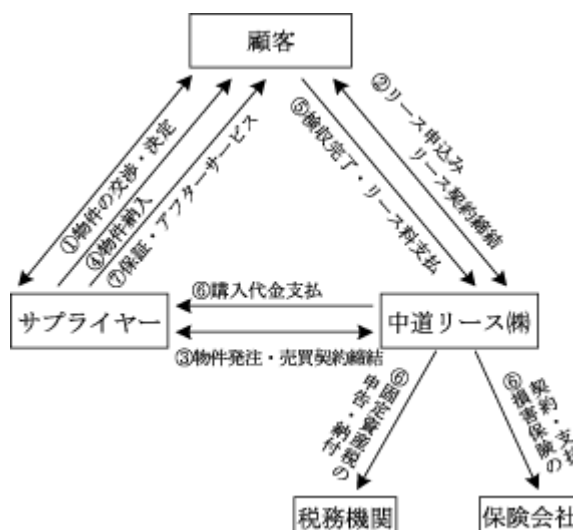 顧客
①物件の交渉・決定
④物件納入
⑦保証・アフターサービス
⑤検収完了・リース料支払
②リース申込み
リース契約締結
サプライヤー
⑥購入代金支払
③物件発注・売買契約締結
中道リース㈱
⑥固定資産税の
申告・納付
⑥損害保険の
契約・支払
税務機関
保険会社